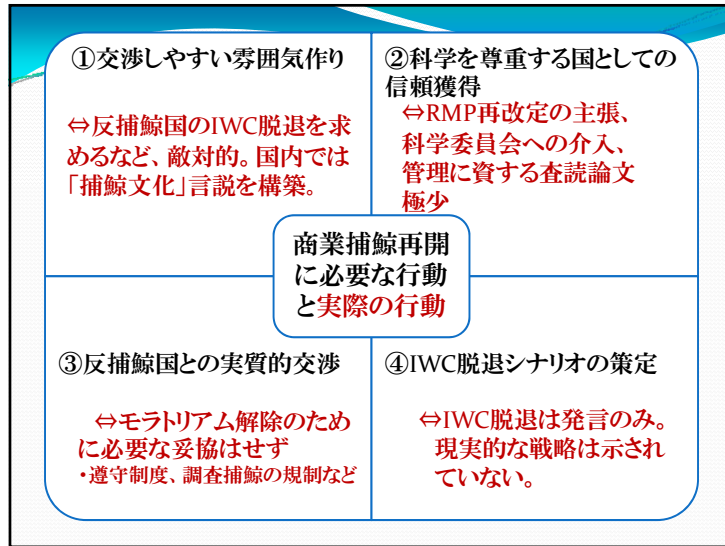 ①交渉しやすい雰囲気作り
⇔反捕鯨国のIWC脱退を求
めるなど、敵対的。国内では
「捕鯨文化」言説を構築。
②科学を尊重する国としての
信頼獲得
⇔RMP再改定の主張、
科学委員会への介入、
管理に資する査読論文
極少
商業捕鯨再開
に必要な行動
と実際の行動
③反捕鯨国との実質的交渉
⇔モラトリアム解除のため
に必要な妥協はせず
・遵守制度、調査捕鯨の規制など
④IWC脱退シナリオの策定
⇔IWC脱退は発言のみ。
現実的な戦略は示され
ていない。